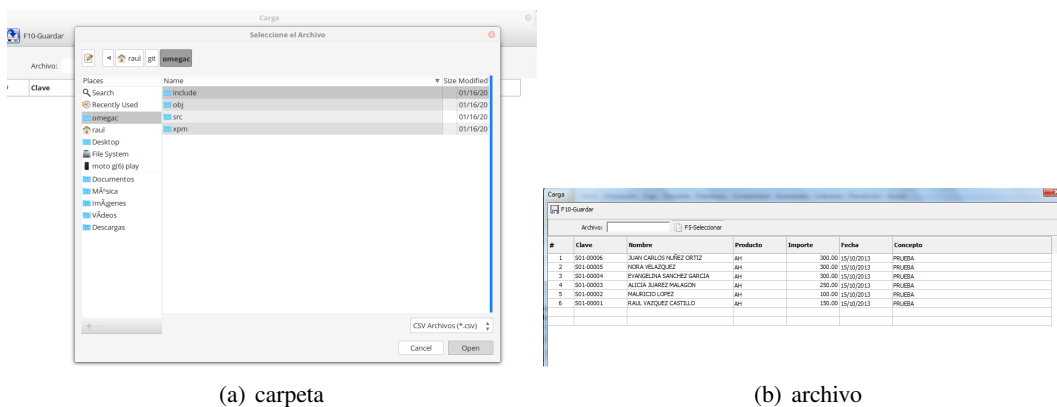 Carga
F10-Guardar
Archivo:
Clave
Seleccione el Archivo
raul git omegac
Places Name Size Modified
Search include 01/16/20
Recently Used obj 01/16/20
omegac src 01/16/20
raul xpm 01/16/20
Desktop
File System
moto g(6) play
Documentos
MÃºsica
ImÃ¡genes
VÃ­deos
Descargas
CSV Archivos (*.csv)
Cancel Open
(a) carpeta
Carga
F10-Guardar
Archivo: F5-Seleccionar
# Clave Nombre Producto Importe Fecha Concepto
1 S01-00006 JUAN CARLOS NUÑEZ ORTIZ AH 300.00 15/10/2013 PRUEBA
2 S01-00005 NORA VELAZQUEZ AH 300.00 15/10/2013 PRUEBA
3 S01-00004 EVANGELINA SANCHEZ GARCIA AH 300.00 15/10/2013 PRUEBA
4 S01-00003 ALICIA JUAREZ MALAGON AH 250.00 15/10/2013 PRUEBA
5 S01-00002 MAURICIO LOPEZ AH 100.00 15/10/2013 PRUEBA
6 S01-00001 RAUL VAZQUEZ CASTILLO AH 150.00 15/10/2013 PRUEBA
(b) archivo